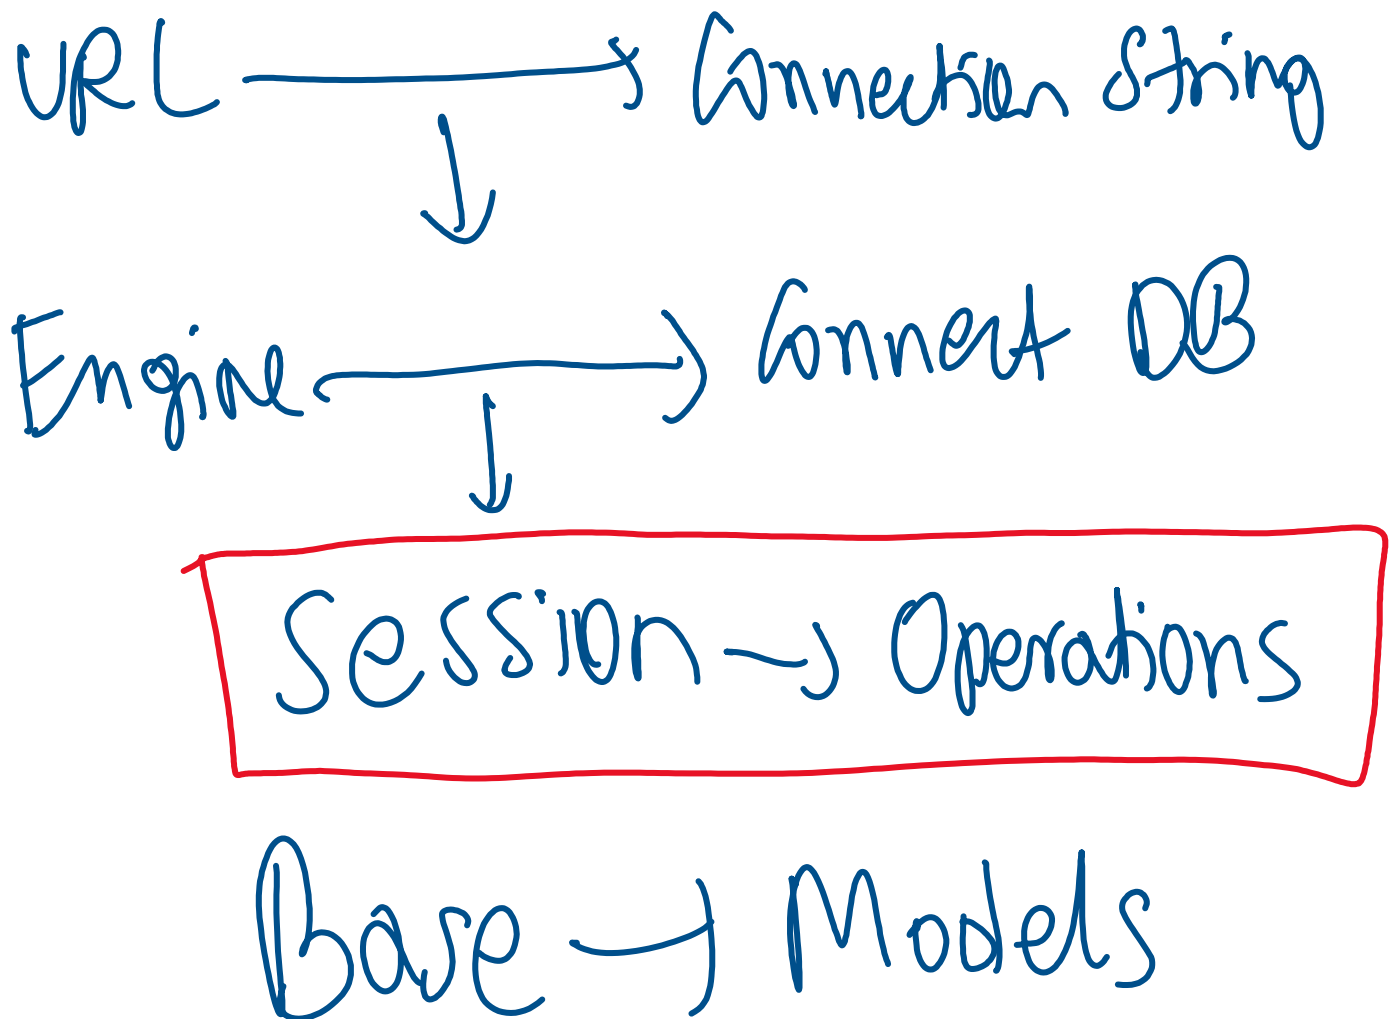 URL → Connection String
↓
Engine → Connect DB
↓
Session → Operations
Base → Models